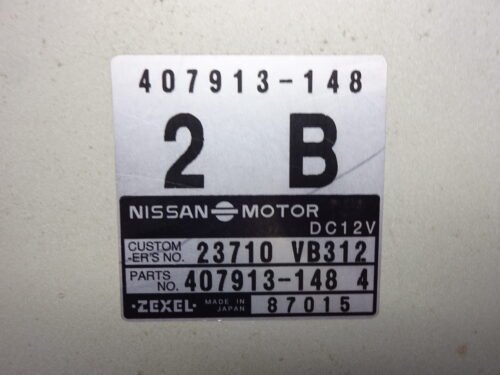 407913-148
2 B
NISSAN MOTOR
DC12V
CUSTOM
-ER'S NO. 23710 VB312
PARTS
NO. 407913-148 4
·ZEXEL· MADE IN
JAPAN 87015